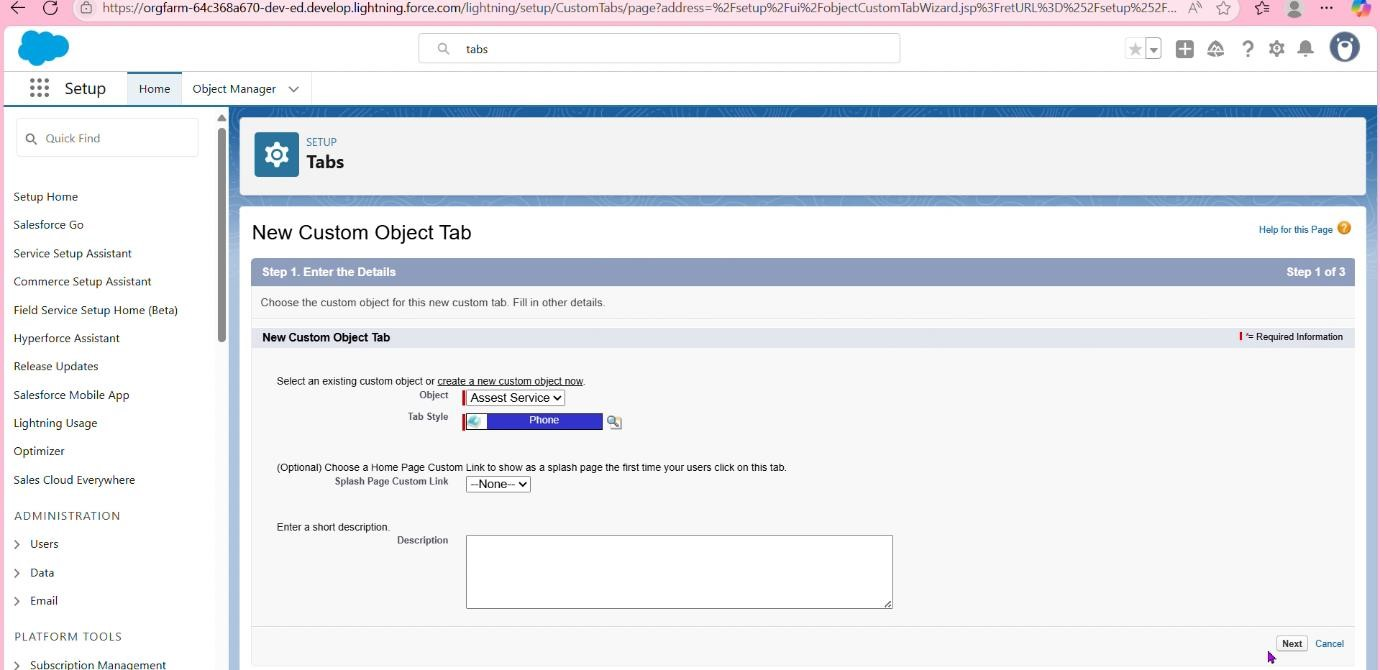 https://orgfarm-64c368a670-dev-ed.develop.lightning.force.com/lightning/setup/CustomTabs/page?address=%2Fsetup%2Fui%2FobjectCustomTabWizard.jsp%3FretURL%3D%252Fsetup%252F...
tabs
Setup
Home
Object Manager
Quick Find
SETUP
Tabs
Setup Home
Salesforce Go
Service Setup Assistant
Commerce Setup Assistant
Field Service Setup Home (Beta)
Hyperforce Assistant
Release Updates
Salesforce Mobile App
Lightning Usage
Optimizer
Sales Cloud Everywhere
ADMINISTRATION
Users
Data
Email
PLATFORM TOOLS
Subscription Management
New Custom Object Tab
Help for this Page
Step 1. Enter the Details
Step 1 of 3
Choose the custom object for this new custom tab. Fill in other details.
New Custom Object Tab
= Required Information
Select an existing custom object or create a new custom object now.
Object Assest Service
Tab Style Phone
(Optional) Choose a Home Page Custom Link to show as a splash page the first time your users click on this tab.
Splash Page Custom Link --None--
Enter a short description.
Description
Next Cancel